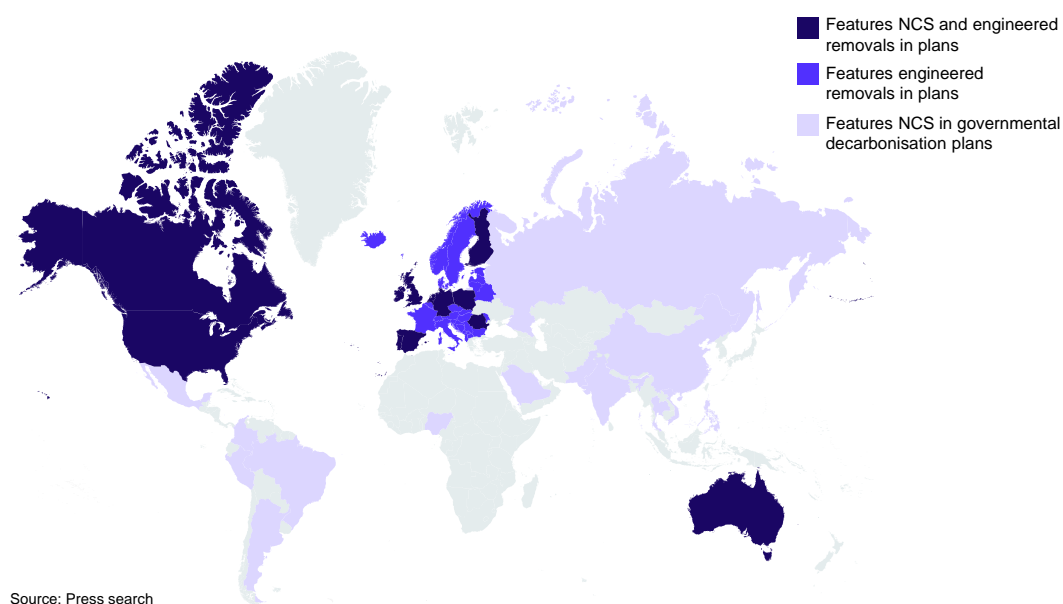 Features NCS and engineered
removals in plans
Features engineered
removals in plans
Features NCS in governmental
decarbonisation plans
Source: Press search